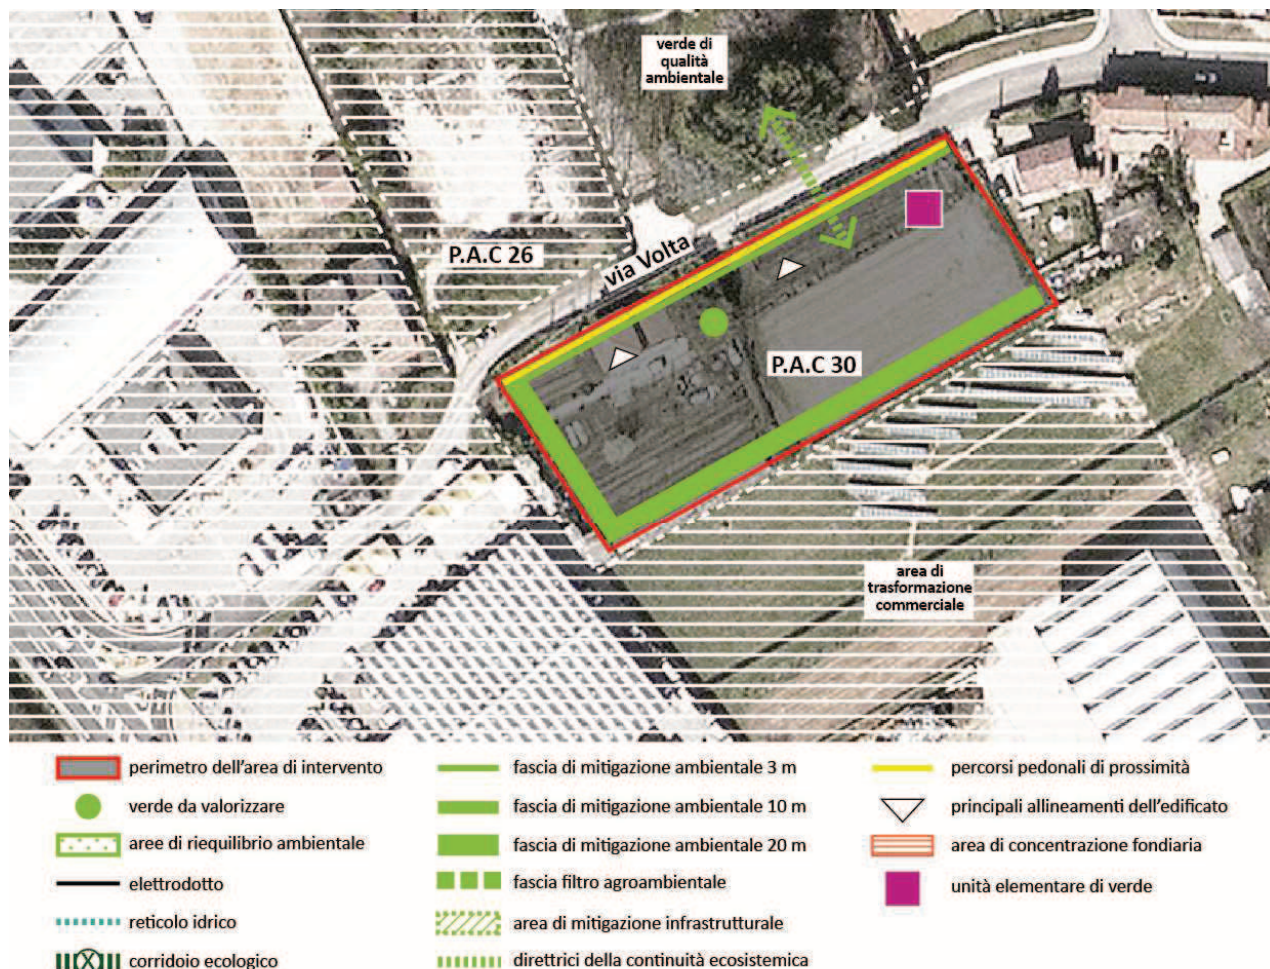 verde di
qualità
ambientale
P.A.C 26
via Volta
P.A.C 30
area di
trasformazione
commerciale
perimetro dell'area di intervento
verde da valorizzare
aree di riequilibrio ambientale
elettrodotto
reticolo idrico
X corridoio ecologico
fascia di mitigazione ambientale 3 m
fascia di mitigazione ambientale 10 m
fascia di mitigazione ambientale 20 m
fascia filtro agroambientale
area di mitigazione infrastrutturale
direttrici della continuità ecosistemica
percorsi pedonali di prossimità
principali allineamenti dell'edificato
area di concentrazione fondiaria
unità elementare di verde